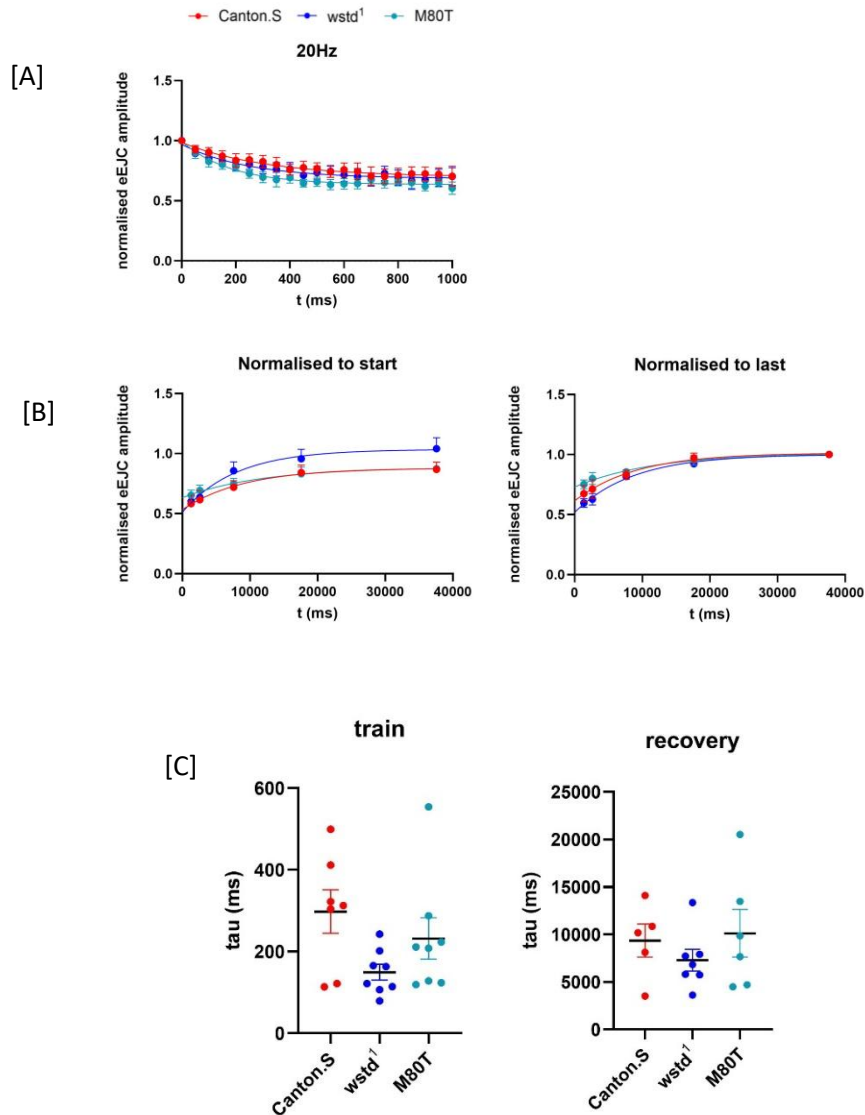 Canton.S wstd¹ M80T
[A]
20Hz
normalised eEJC amplitude
1.5
1.0
0.5
0.0
0 200 400 600 800 1000
t (ms)
[B]
Normalised to start
normalised eEJC amplitude
1.5
1.0
0.5
0.0
0 10000 20000 30000 40000
t (ms)
Normalised to last
normalised eEJC amplitude
1.5
1.0
0.5
0.0
0 10000 20000 30000 40000
t (ms)
[C]
train
tau (ms)
600
400
200
0
Canton.S wstd¹ M80T
recovery
tau (ms)
25000
20000
15000
10000
5000
0
Canton.S wstd¹ M80T